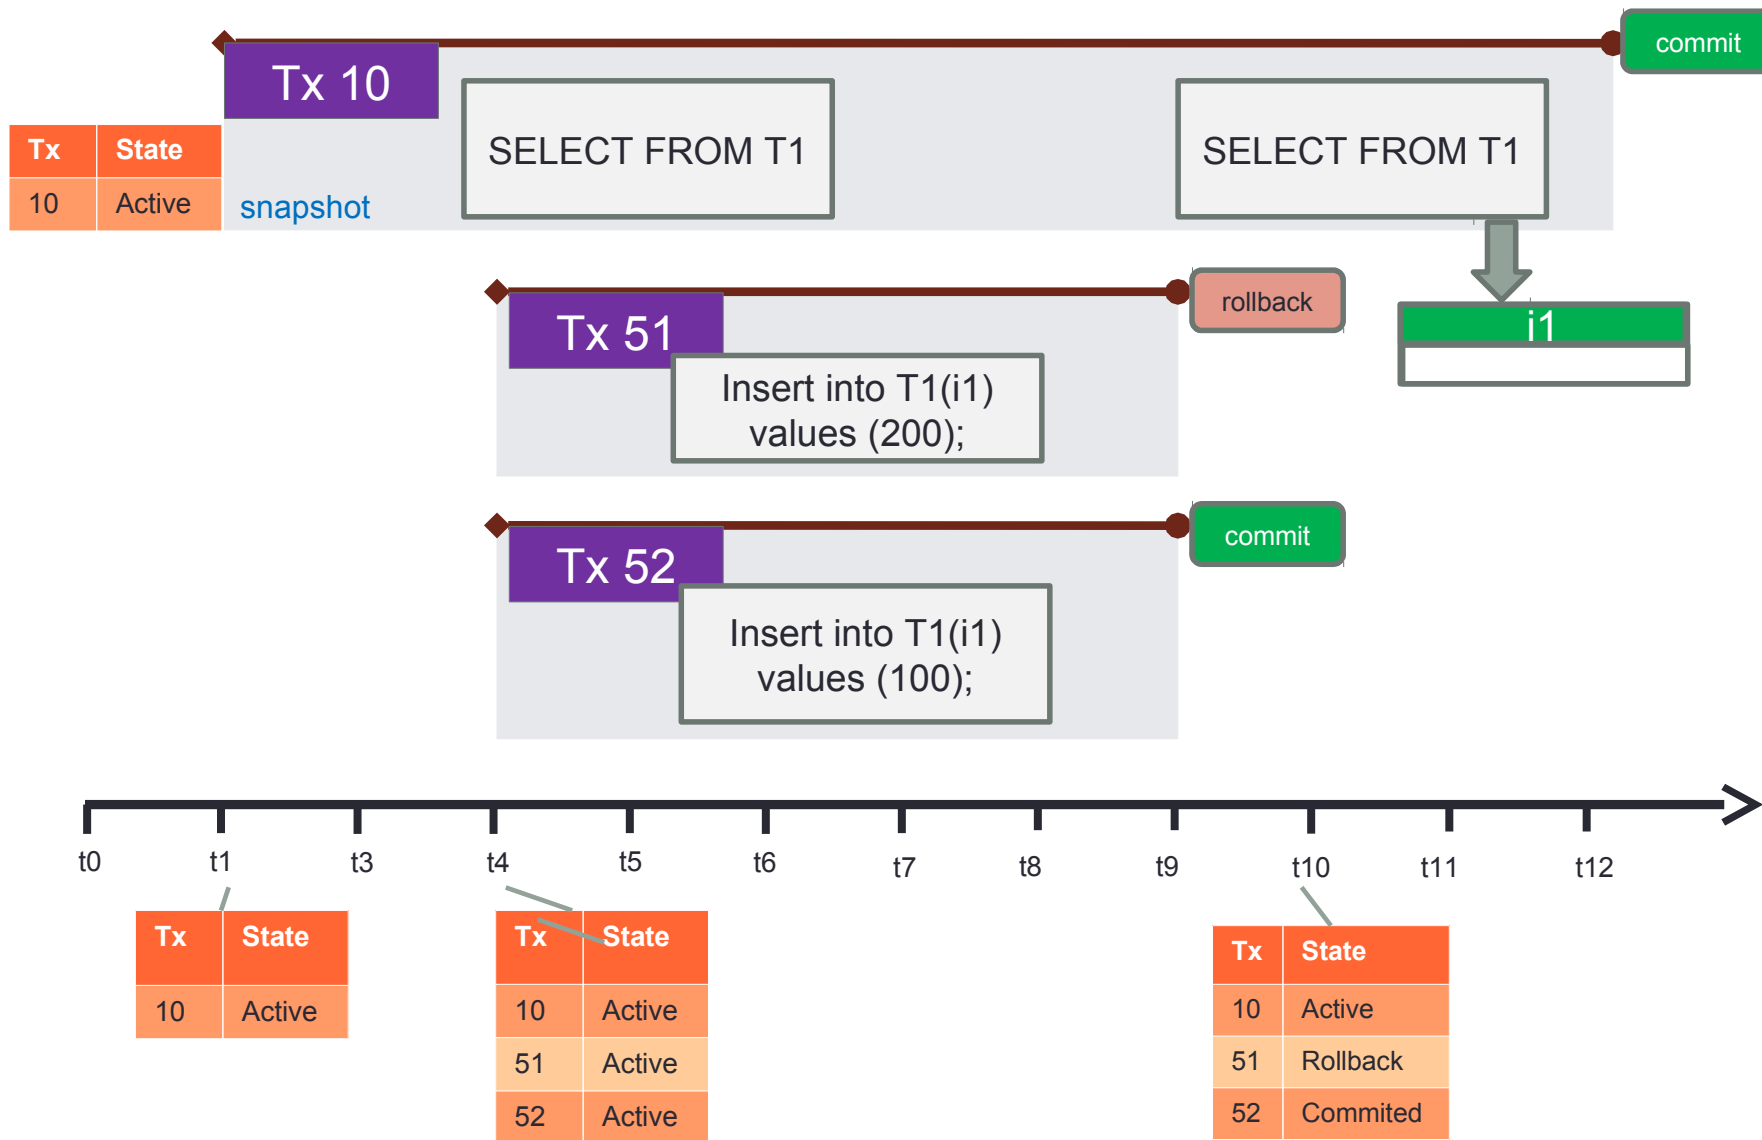 commit
Tx 10
SELECT FROM T1
SELECT FROM T1
Tx State
10 Active
snapshot
rollback
Tx 51
i1
Insert into T1(i1)
values (200);
commit
Tx 52
Insert into T1(i1)
values (100);
t0 t1 t3 t4 t5 t6 t7 t8 t9 t10 t11 t12
Tx State
10 Active
Tx State
10 Active
51 Active
52 Active
Tx State
10 Active
51 Rollback
52 Commited